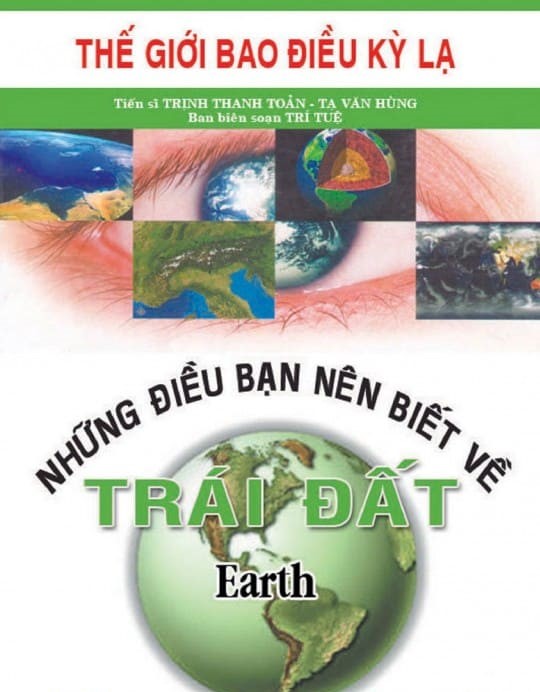 THẾ GIỚI BAO ĐIỀU KỲ LẠ
Tiến sĩ TRỊNH THANH TOẢN - TẠ VĂN HÙNG
Ban biên soạn TRÍ TUỆ
NHỮNG ĐIỀU BẠN NÊN BIẾT VỀ
TRÁI ĐẤT
Earth